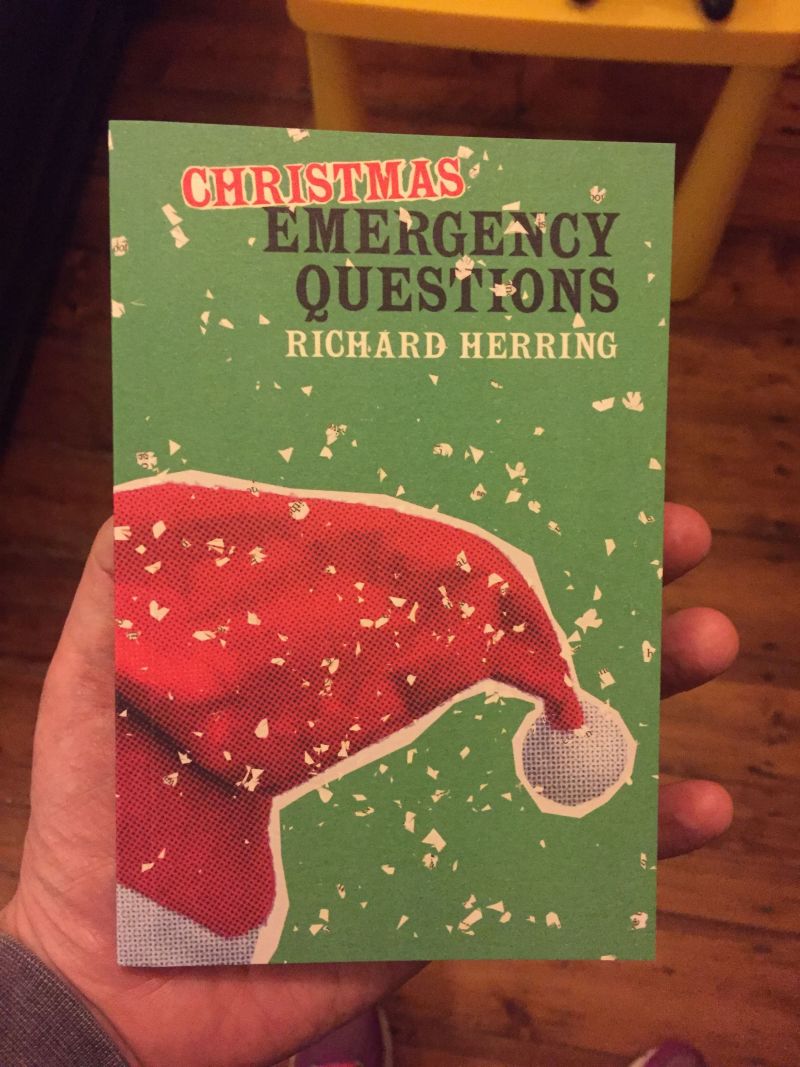 CHRISTMAS
EMERGENCY
QUESTIONS
RICHARD HERRING